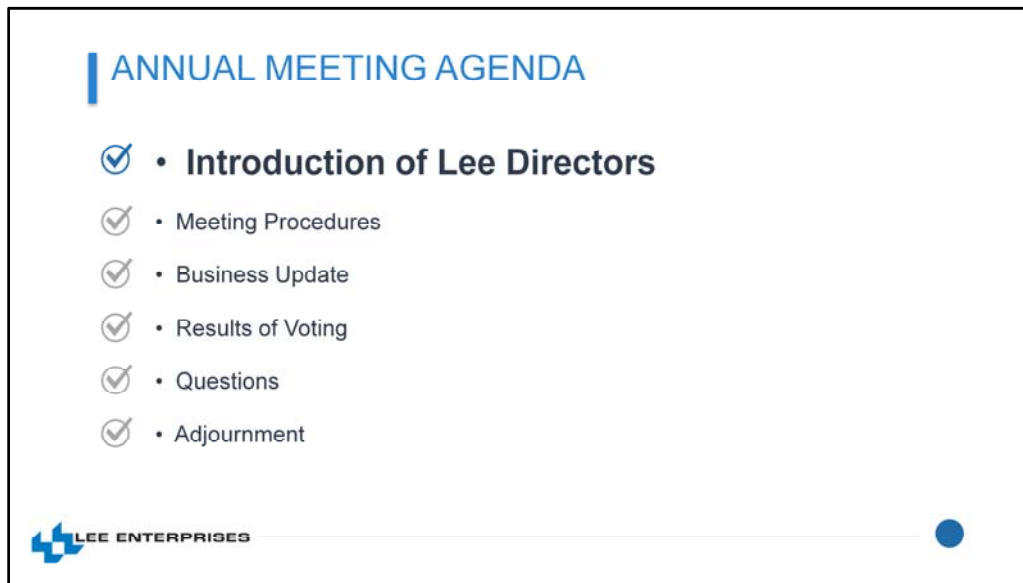 ANNUAL MEETING AGENDA
• Introduction of Lee Directors
• Meeting Procedures
• Business Update
• Results of Voting
• Questions
• Adjournment
LEE ENTERPRISES